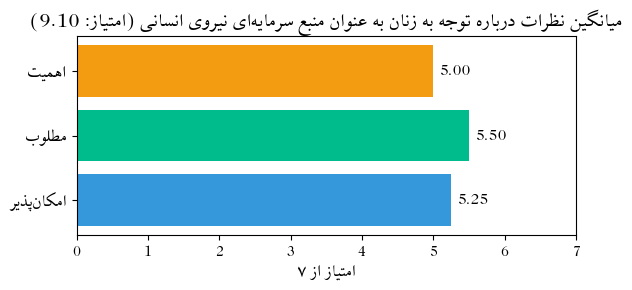 میانگین نظرات درباره توجه به زنان به عنوان منبع سرمایه‌ای نیروی انسانی (امتیاز: 9.10)
اهمیت
5.00
مطلوب
5.50
امکان‌پذیر
5.25
0 1 2 3 4 5 6 7
امتیاز از ۷